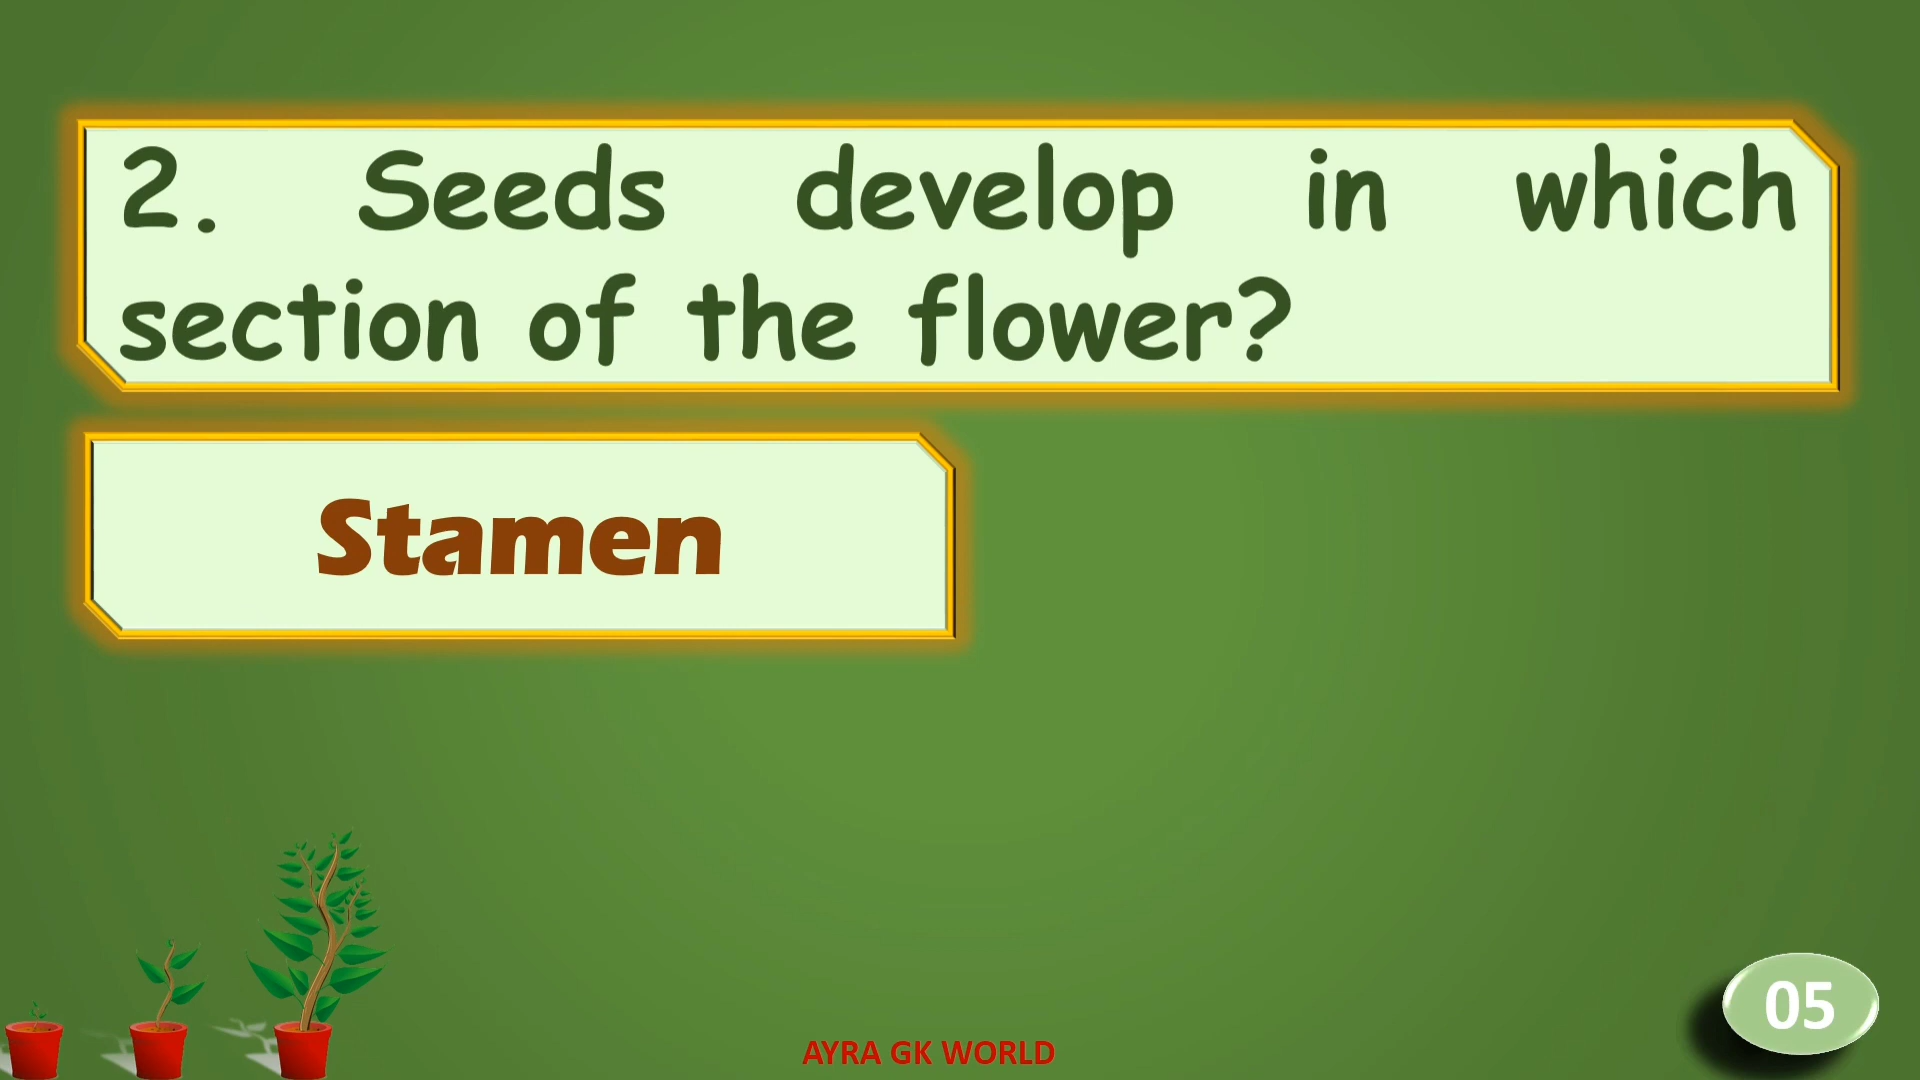 2. Seeds develop in which
section of the flower?
Stamen
05
AYRA GK WORLD